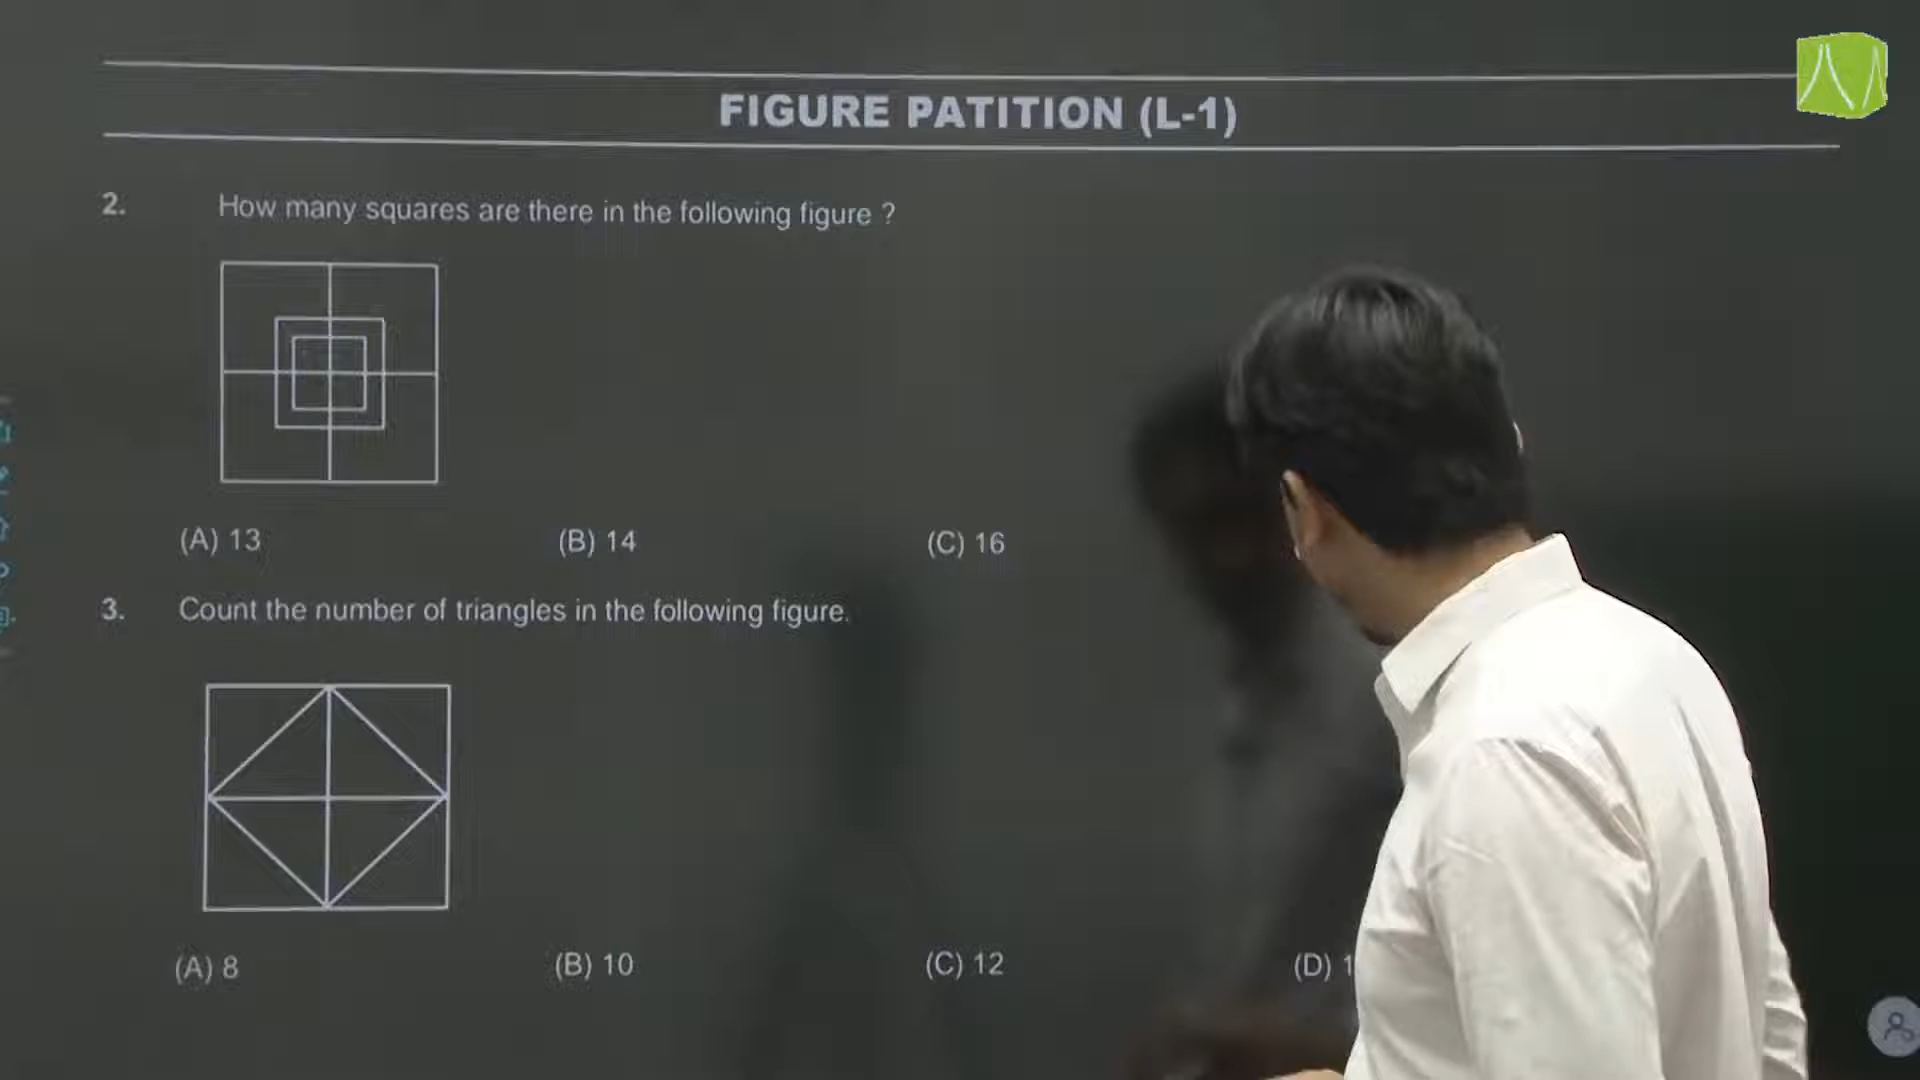 FIGURE PATITION (L-1)
2. How many squares are there in the following figure ?
(A) 13 (B) 14 (C) 16
3. Count the number of triangles in the following figure.
(A) 8 (B) 10 (C) 12 (D) 1